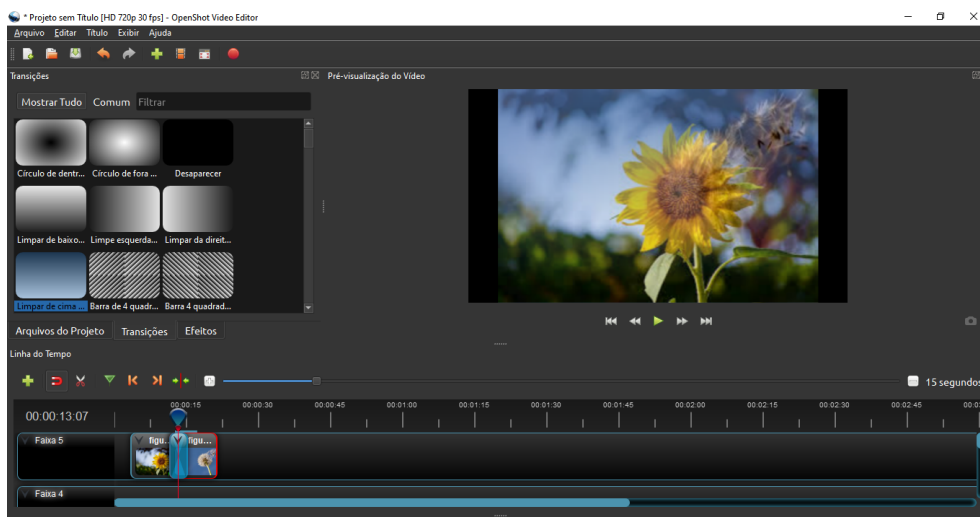 * Projeto sem Título [HD 720p 30 fps] - OpenShot Video Editor
Arquivo Editar Título Exibir Ajuda
Transições
Pré-visualização do Vídeo
Mostrar Tudo Comum Filtrar
Círculo de dentr... Círculo de fora ... Desaparecer
Limpar de baixo... Limpe esquerda... Limpar da direit...
Limpar de cima ... Barra de 4 quadr... Barra 4 quadrad...
Arquivos do Projeto Transições Efeitos
Linha do Tempo
15 segundos
00:00:13:07
00:00:15 00:00:30 00:00:45 00:01:00 00:01:15 00:01:30 00:01:45 00:02:00 00:02:15 00:02:30 00:02:45 00:0
Faixa 5 figu... figu...
Faixa 4